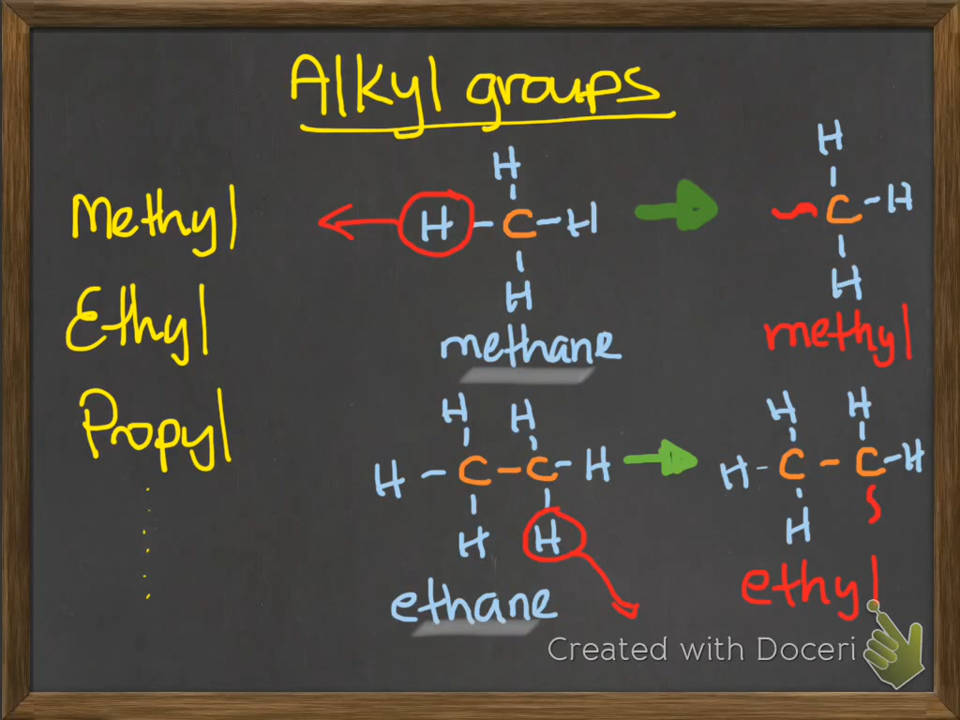 Alkyl groups
Methyl
Ethyl
Propyl
H
H - C - H
H
methane
H
C - H
H
methyl
H H
H - C - C - H
H H
ethane
H H
H - C - C - H
H
ethyl
Created with Doceri